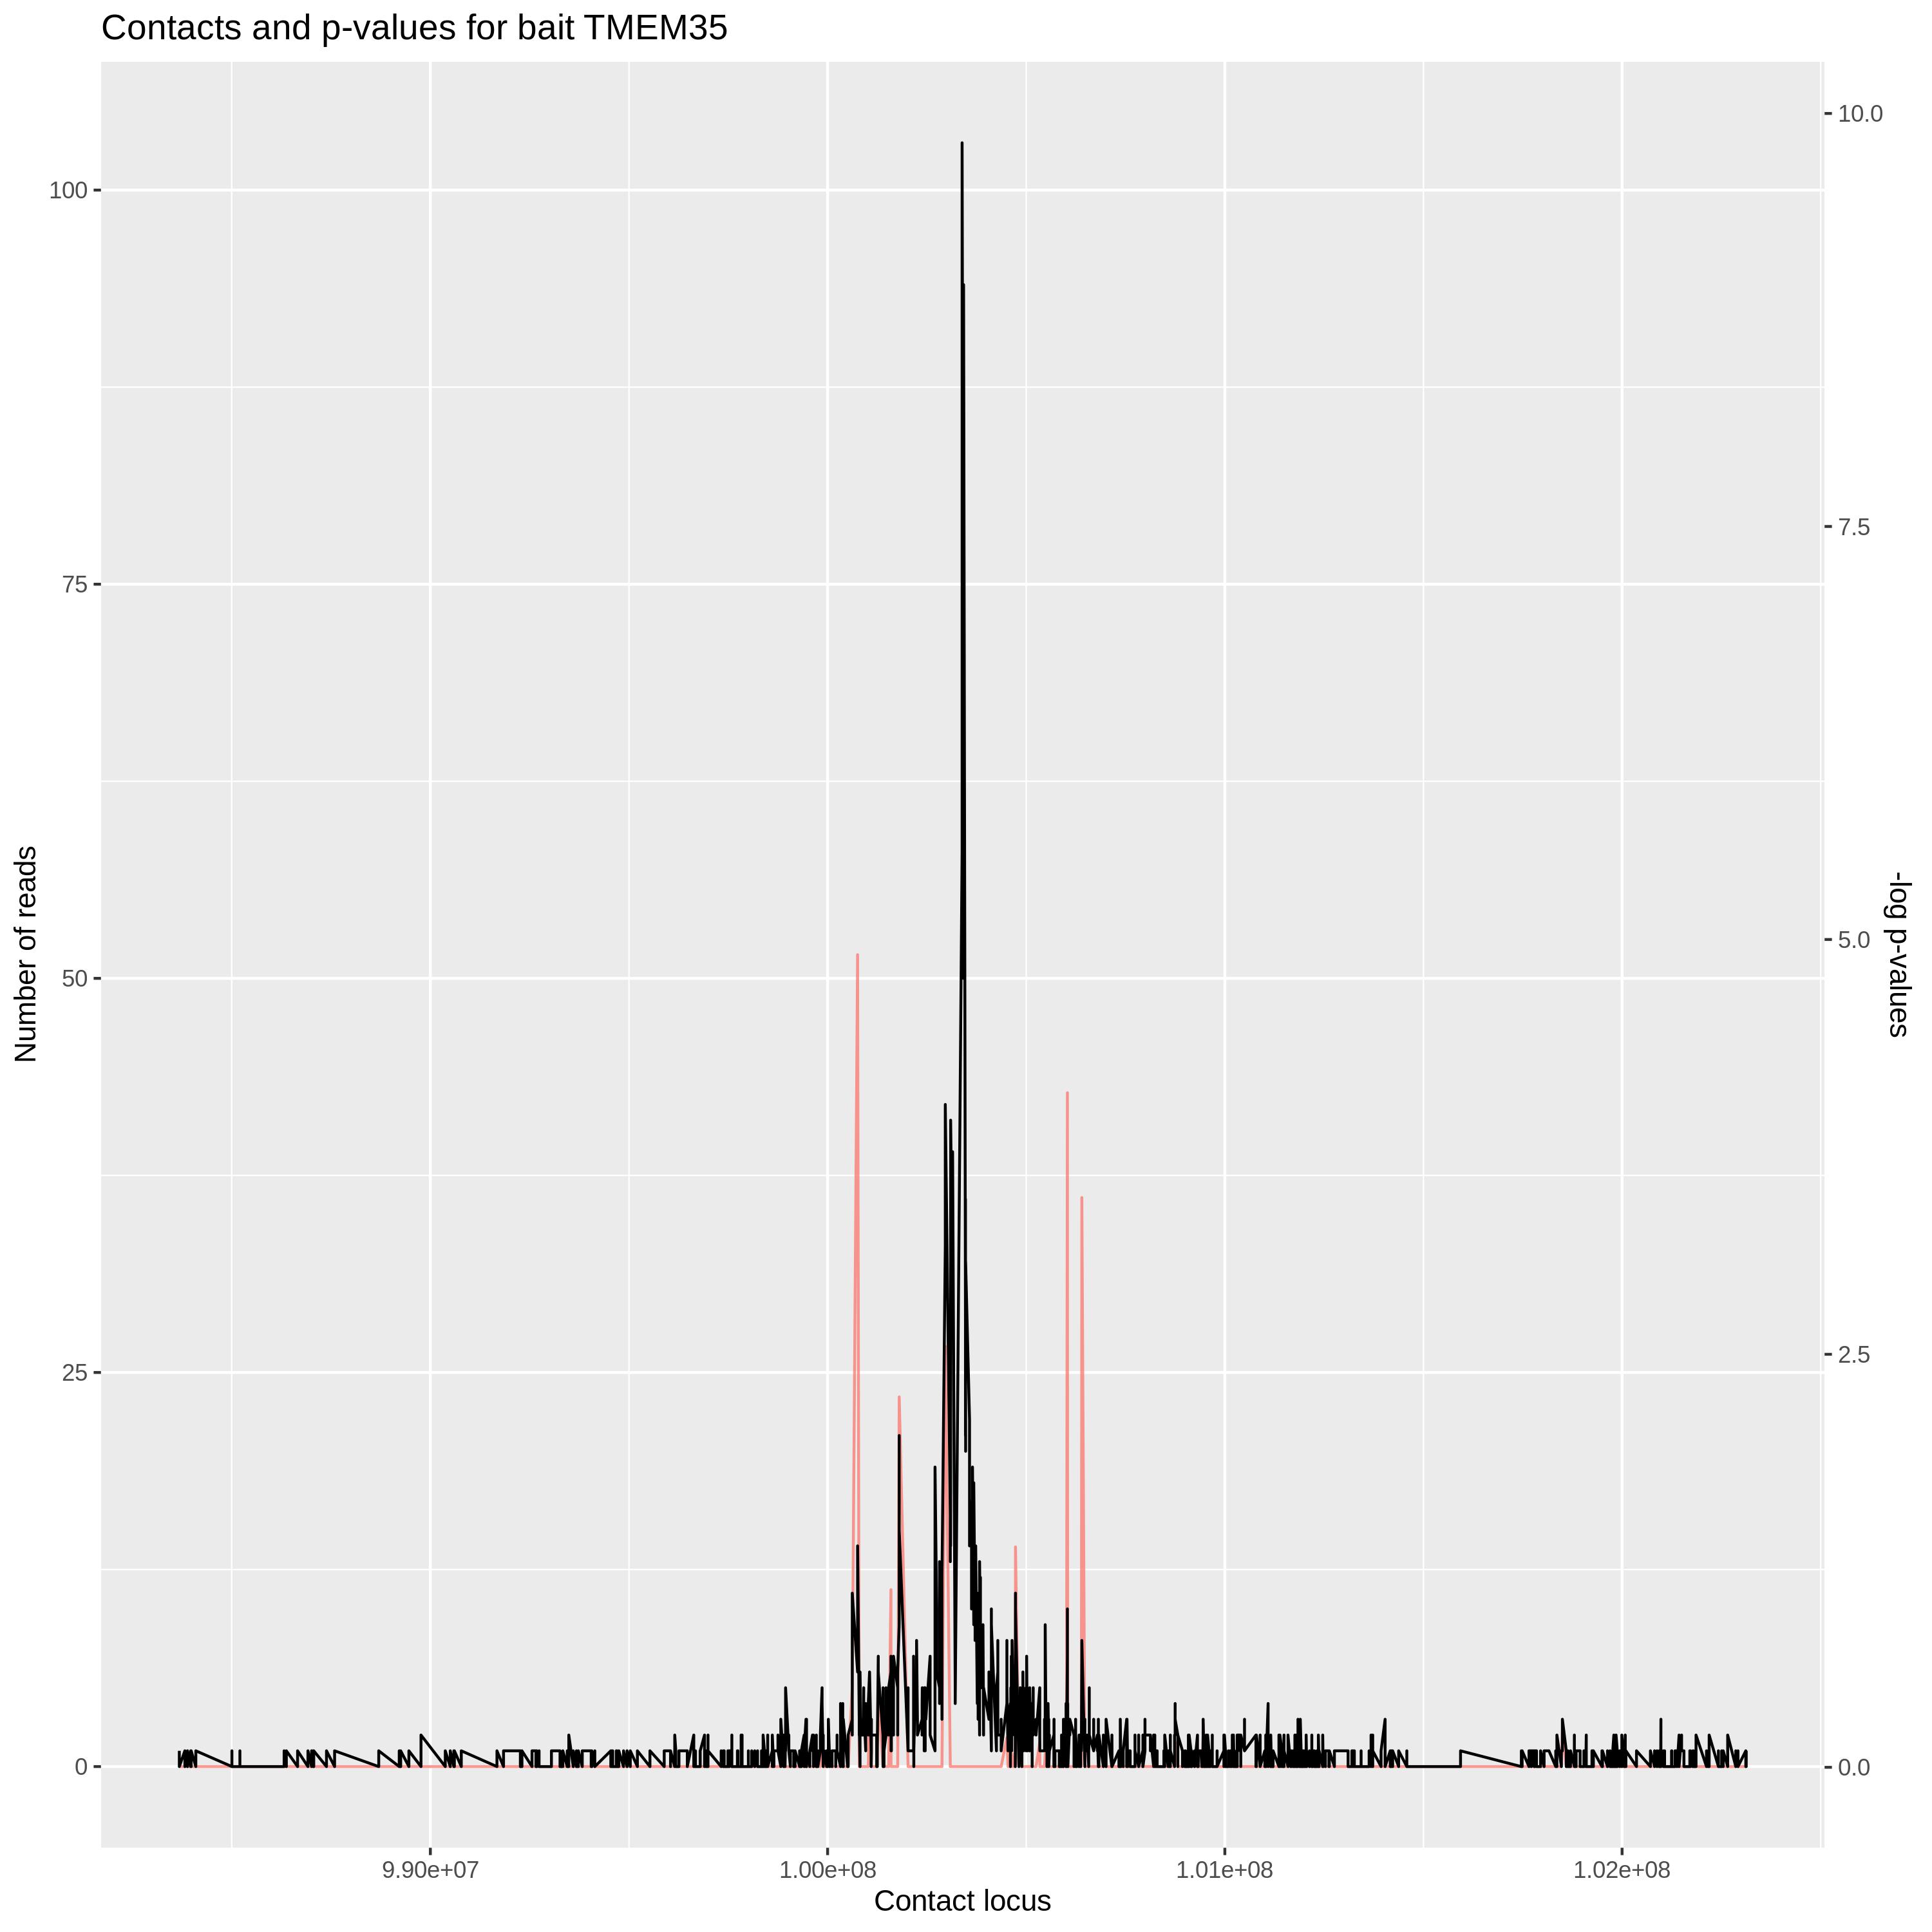 Contacts and p-values for bait TMEM35
Number of reads
100
75
50
25
0
10.0
7.5
5.0
2.5
0.0
-log p-values
9.90e+07
1.00e+08
1.01e+08
1.02e+08
Contact locus